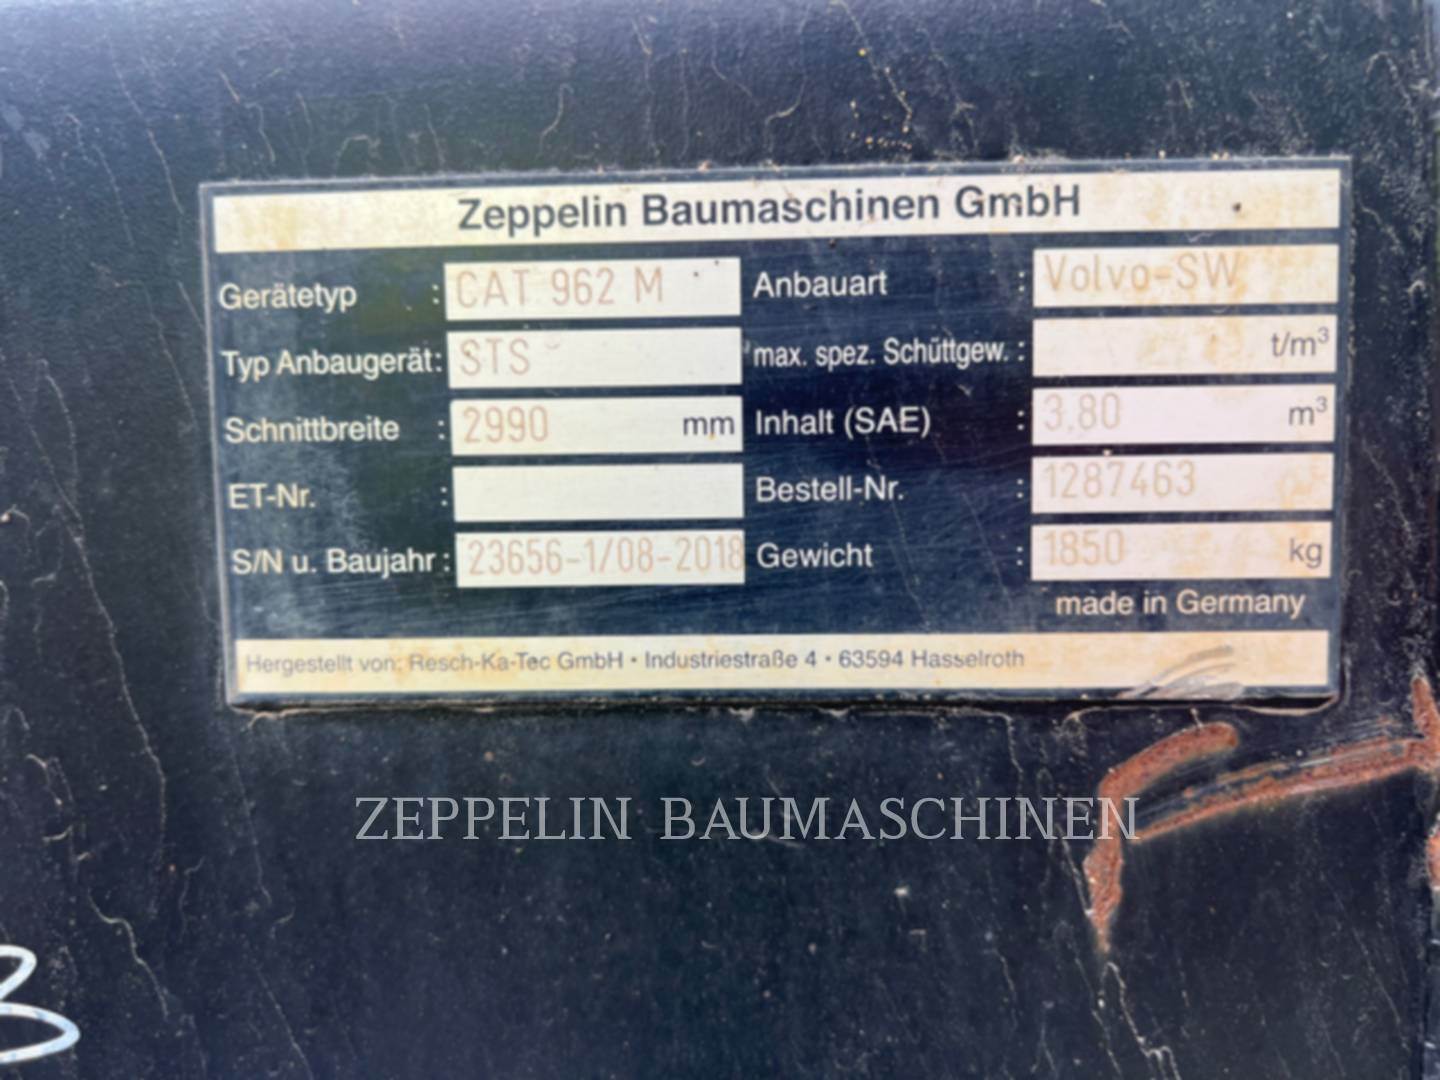 Zeppelin Baumaschinen GmbH
Gerätetyp : CAT 962 M Anbauart : Volvo-SW
Typ Anbaugerät: STS max. spez. Schüttgew. : t/m³
Schnittbreite : 2990 mm Inhalt (SAE) : 3,80 m³
ET-Nr. : Bestell-Nr. : 1287463
S/N u. Baujahr : 23656-1/08-2018 Gewicht : 1850 kg
made in Germany
Hergestellt von: Resch-Ka-Tec GmbH • Industriestraße 4 • 63594 Hasselroth
ZEPPELIN BAUMASCHINEN